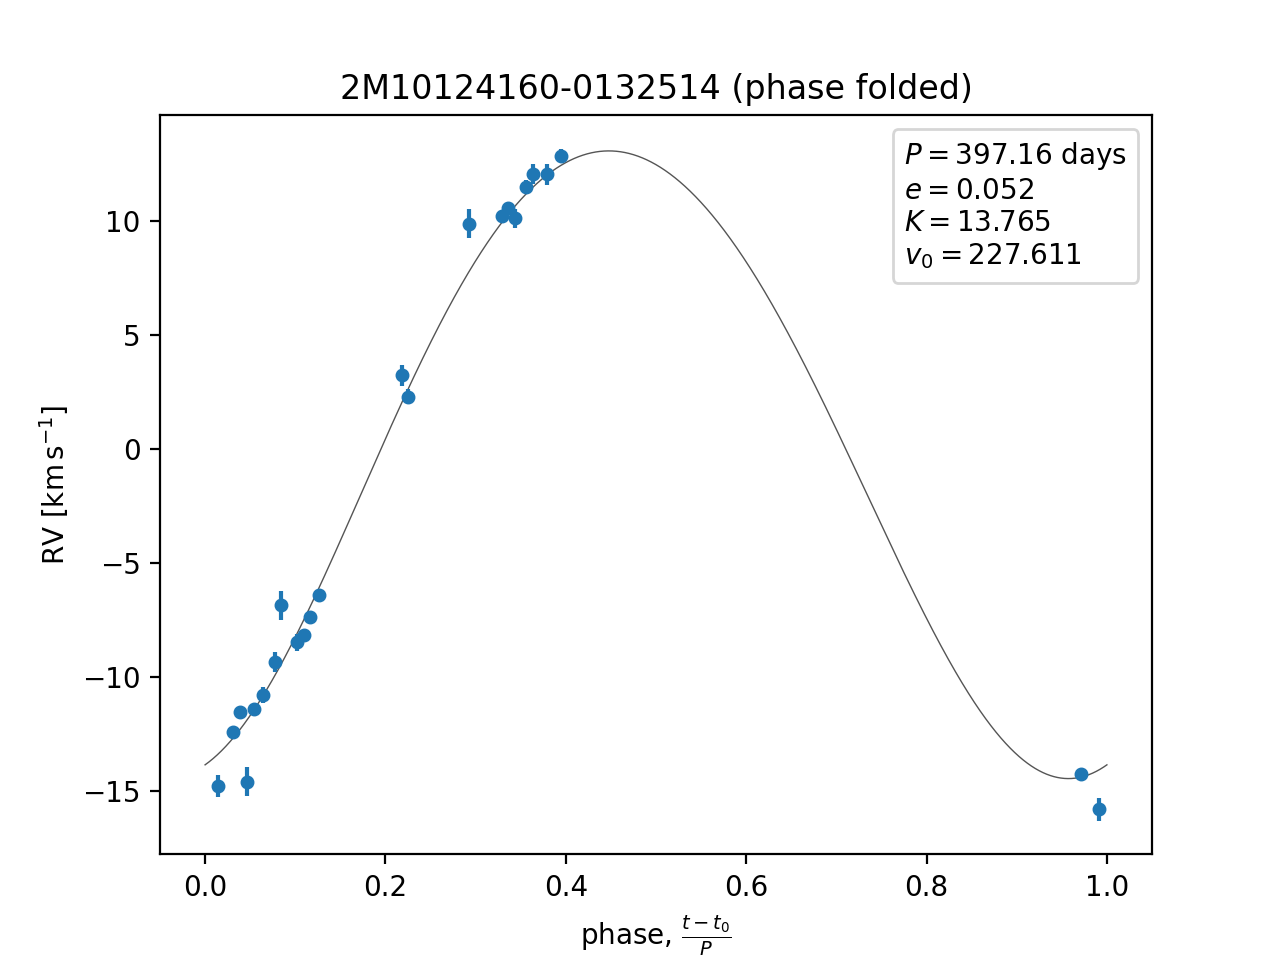 2M10124160-0132514 (phase folded)
P = 397.16 days
e = 0.052
K = 13.765
v₀ = 227.611
10
5
0
−5
−10
−15
RV [km s⁻¹]
0.0 0.2 0.4 0.6 0.8 1.0
phase, (t − t₀)/P